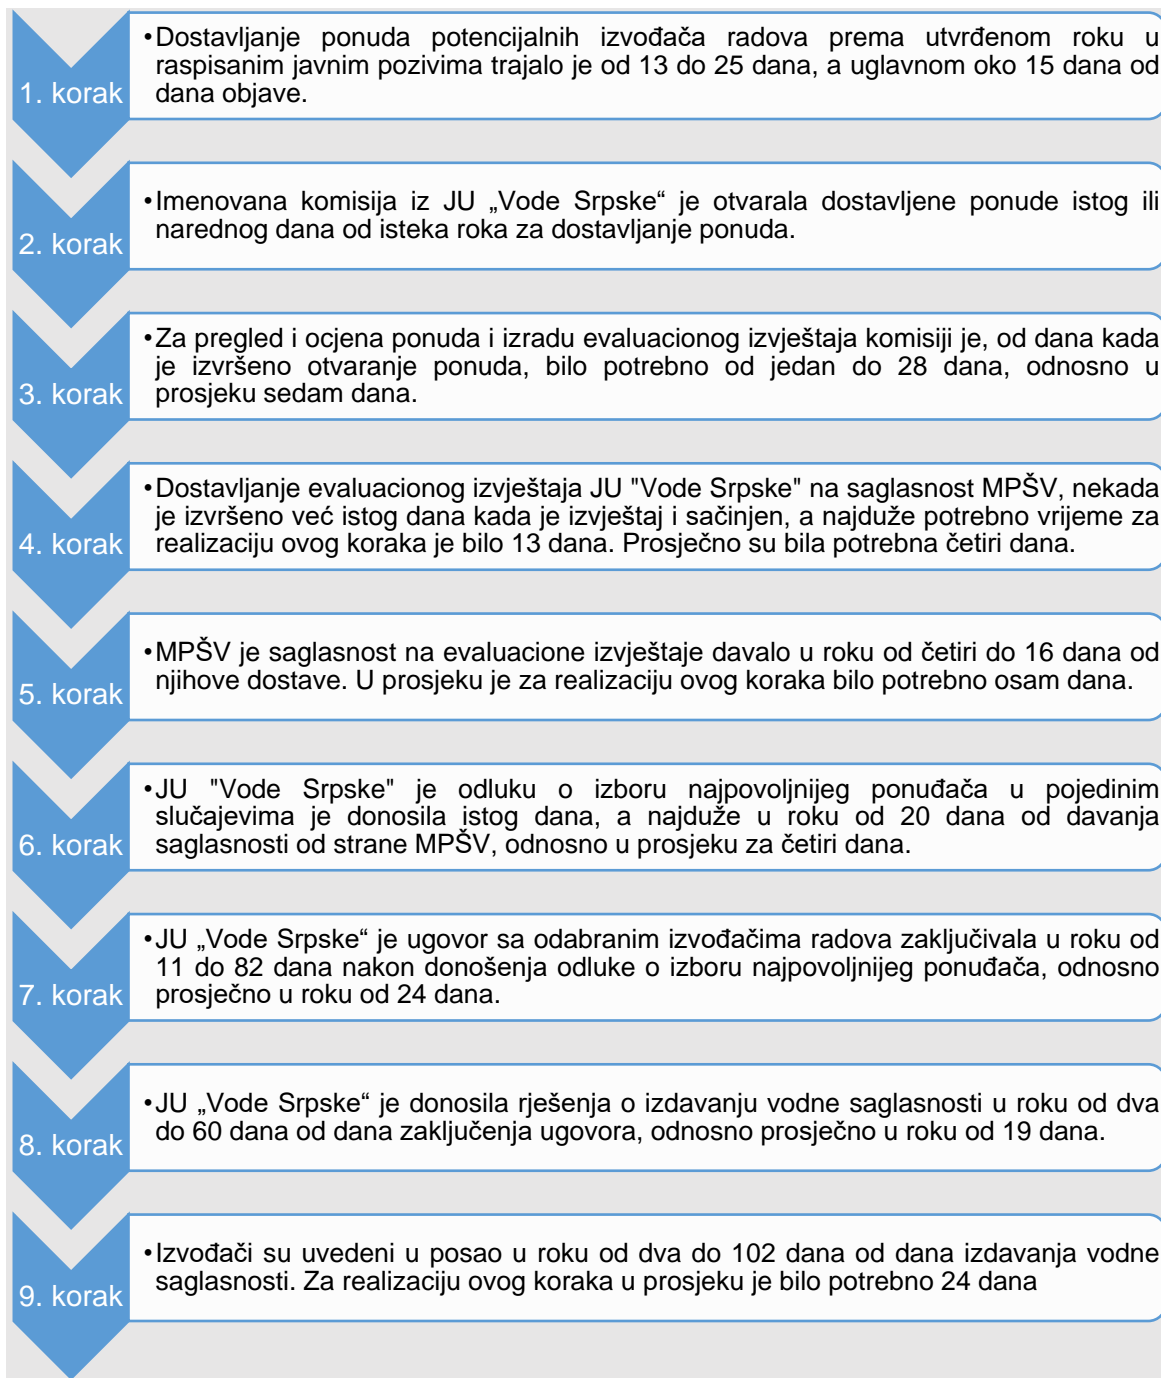 1. korak
•Dostavljanje ponuda potencijalnih izvođača radova prema utvrđenom roku u
raspisanim javnim pozivima trajalo je od 13 do 25 dana, a uglavnom oko 15 dana od
dana objave.
2. korak
•Imenovana komisija iz JU „Vode Srpske“ je otvarala dostavljene ponude istog ili
narednog dana od isteka roka za dostavljanje ponuda.
3. korak
•Za pregled i ocjena ponuda i izradu evaluacionog izvještaja komisiji je, od dana kada
je izvršeno otvaranje ponuda, bilo potrebno od jedan do 28 dana, odnosno u
prosjeku sedam dana.
4. korak
•Dostavljanje evaluacionog izvještaja JU "Vode Srpske" na saglasnost MPŠV, nekada
je izvršeno već istog dana kada je izvještaj i sačinjen, a najduže potrebno vrijeme za
realizaciju ovog koraka je bilo 13 dana. Prosječno su bila potrebna četiri dana.
5. korak
•MPŠV je saglasnost na evaluacione izvještaje davalo u roku od četiri do 16 dana od
njihove dostave. U prosjeku je za realizaciju ovog koraka bilo potrebno osam dana.
6. korak
•JU "Vode Srpske" je odluku o izboru najpovoljnijeg ponuđača u pojedinim
slučajevima je donosila istog dana, a najduže u roku od 20 dana od davanja
saglasnosti od strane MPŠV, odnosno u prosjeku za četiri dana.
7. korak
•JU „Vode Srpske“ je ugovor sa odabranim izvođačima radova zaključivala u roku od
11 do 82 dana nakon donošenja odluke o izboru najpovoljnijeg ponuđača, odnosno
prosječno u roku od 24 dana.
8. korak
•JU „Vode Srpske“ je donosila rješenja o izdavanju vodne saglasnosti u roku od dva
do 60 dana od dana zaključenja ugovora, odnosno prosječno u roku od 19 dana.
9. korak
•Izvođači su uvedeni u posao u roku od dva do 102 dana od dana izdavanja vodne
saglasnosti. Za realizaciju ovog koraka u prosjeku je bilo potrebno 24 dana